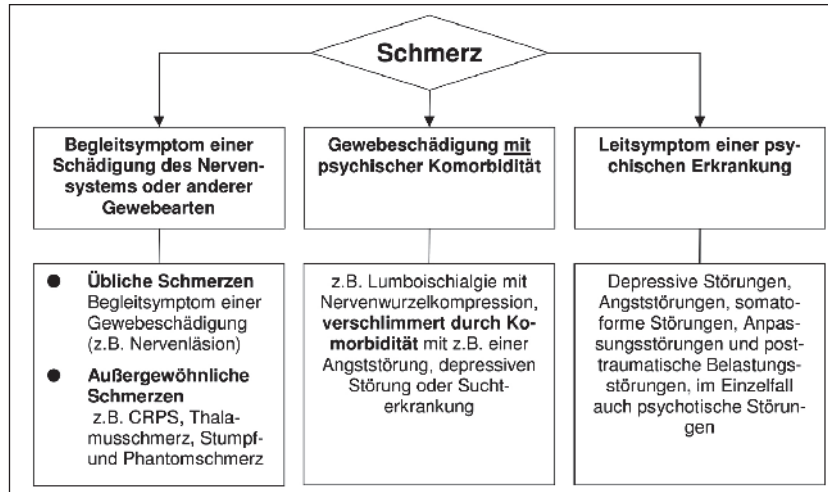 Schmerz
Begleitsymptom einer
Schädigung des Nerven-
systems oder anderer
Gewebearten
Gewebeschädigung mit
psychischer Komorbidität
Leitsymptom einer psy-
chischen Erkrankung
● Übliche Schmerzen
Begleitsymptom einer
Gewebeschädigung
(z.B. Nervenläsion)
● Außergewöhnliche
Schmerzen
z.B. CRPS, Thala-
musschmerz, Stumpf-
und Phantomschmerz
z.B. Lumboischialgie mit
Nervenwurzelkompression,
verschlimmert durch Ko-
morbidität mit z.B. einer
Angststörung, depressiven
Störung oder Sucht-
erkrankung
Depressive Störungen,
Angststörungen, somato-
forme Störungen, Anpas-
sungsstörungen und post-
traumatische Belastungs-
störungen, im Einzelfall
auch psychotische Störun-
gen